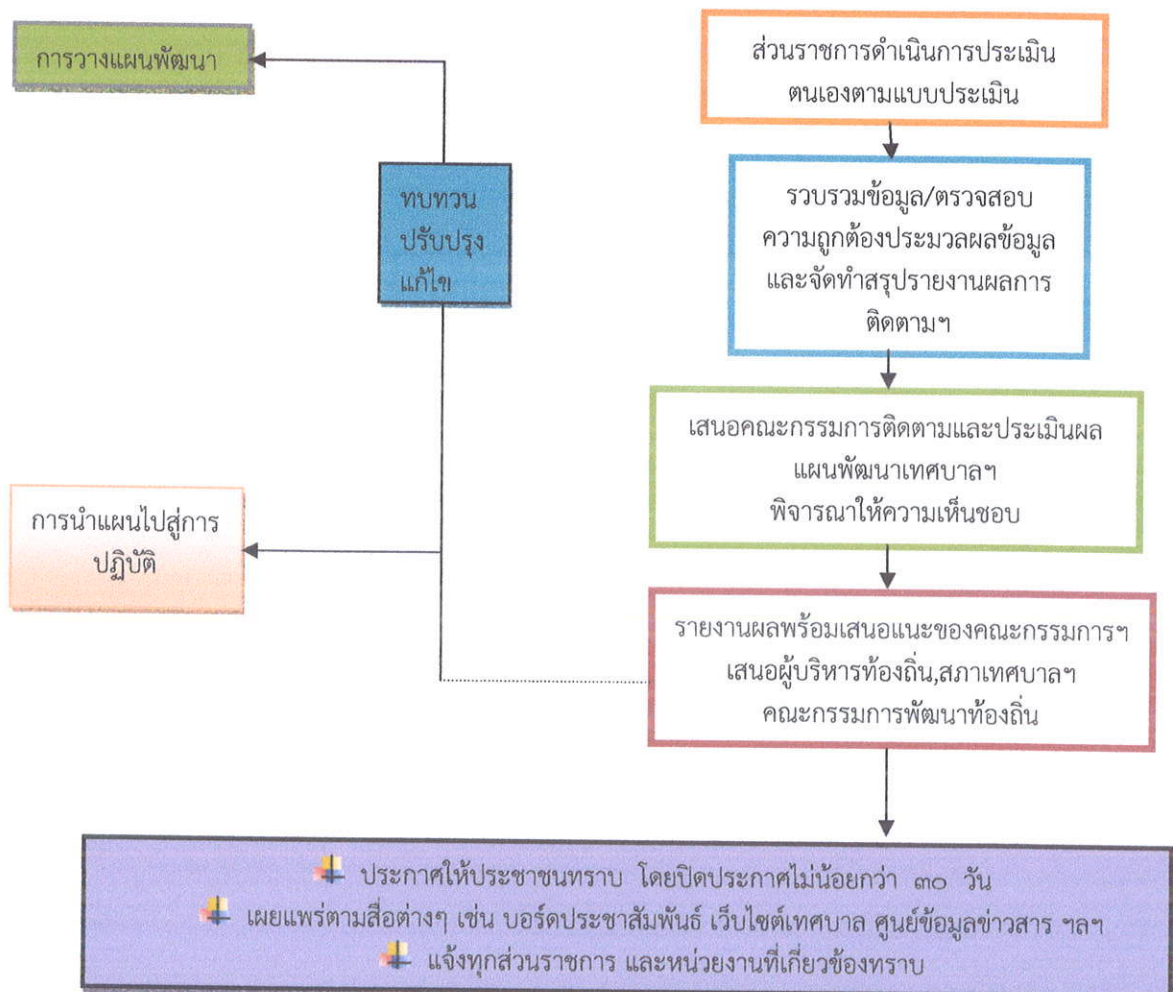 การวางแผนพัฒนา
ส่วนราชการดำเนินการประเมิน
ตนเองตามแบบประเมิน
ทบทวน
ปรับปรุง
แก้ไข
รวบรวมข้อมูล/ตรวจสอบ
ความถูกต้องประมวลผลข้อมูล
และจัดทำสรุปรายงานผลการ
ติดตามฯ
เสนอคณะกรรมการติดตามและประเมินผล
แผนพัฒนาเทศบาลฯ
พิจารณาให้ความเห็นชอบ
การนำแผนไปสู่การ
ปฏิบัติ
รายงานผลพร้อมเสนอแนะของคณะกรรมการฯ
เสนอผู้บริหารท้องถิ่น,สภาเทศบาลฯ
คณะกรรมการพัฒนาท้องถิ่น
ประกาศให้ประชาชนทราบ โดยปิดประกาศไม่น้อยกว่า ๓๐ วัน
เผยแพร่ตามสื่อต่างๆ เช่น บอร์ดประชาสัมพันธ์ เว็บไซต์เทศบาล ศูนย์ข้อมูลข่าวสาร ฯลฯ
แจ้งทุกส่วนราชการ และหน่วยงานที่เกี่ยวข้องทราบ